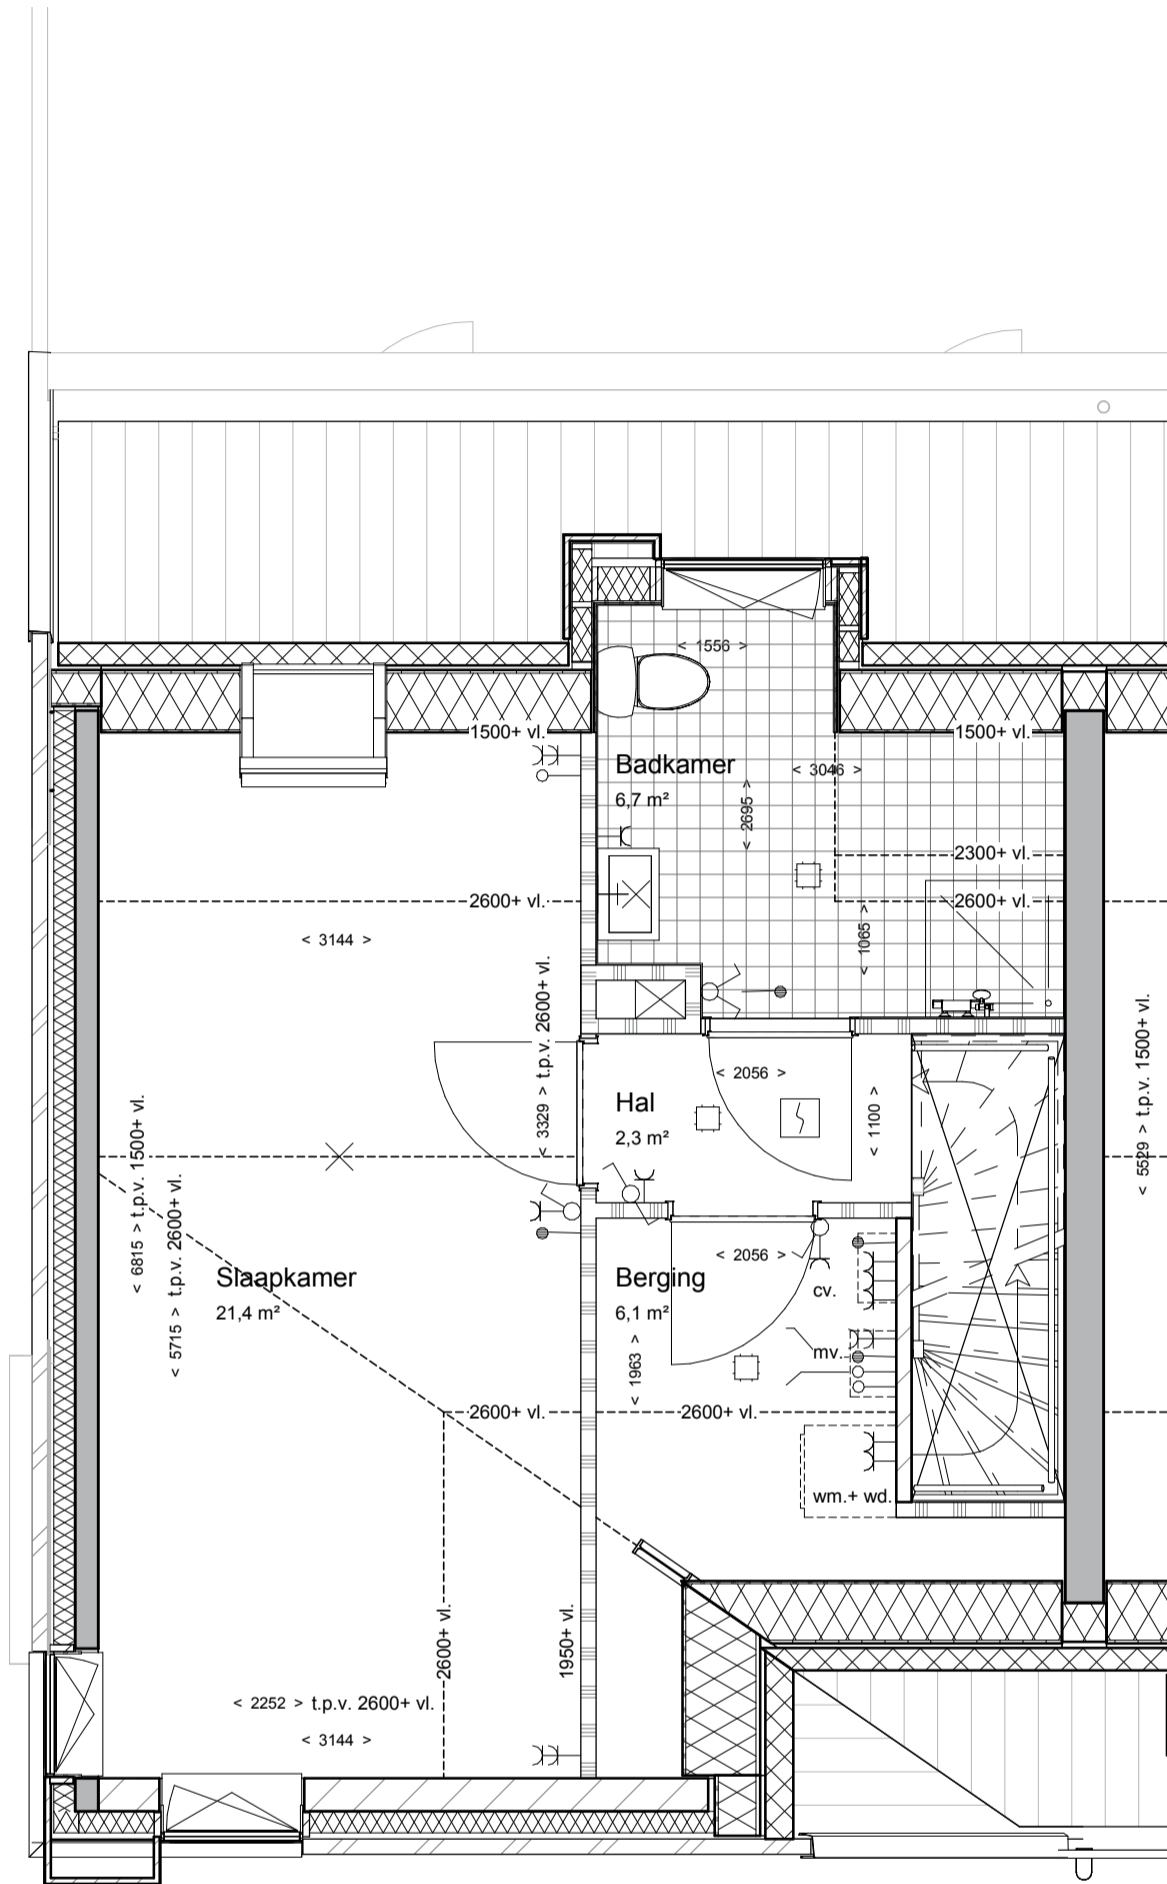 < 1556 >
1500+ vl.
1500+ vl.
Badkamer
6,7 m²
< 3046 >
< 2695 >
2300+ vl.
2600+ vl.
2600+ vl.
< 3144 >
< 1065 >
< 3329 > t.p.v. 2600+ vl.
< 5529 > t.p.v. 1500+ vl.
< 2056 >
Hal
2,3 m²
< 1100 >
< 6815 > t.p.v. 1500+ vl.
< 5715 > t.p.v. 2600+ vl.
Slaapkamer
21,4 m²
< 2056 >
Berging
6,1 m²
cv.
< 1963 >
mv.
2600+ vl.
2600+ vl.
wm.+ wd.
2600+ vl.
1950+ vl.
< 2252 > t.p.v. 2600+ vl.
< 3144 >